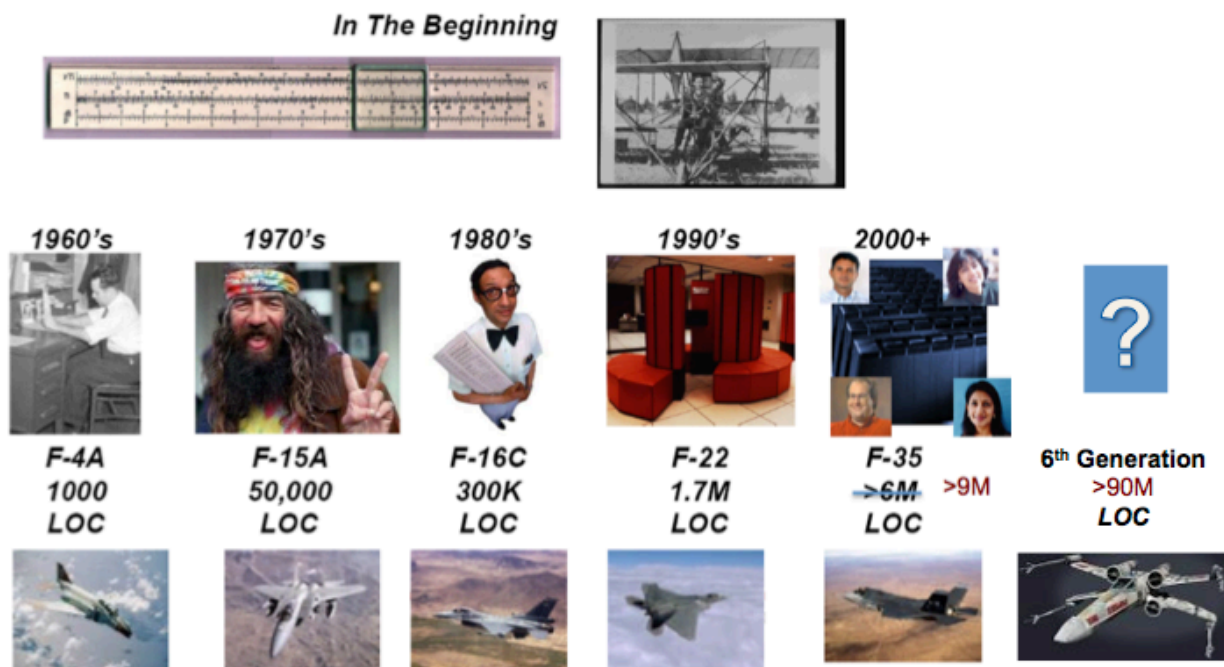 In The Beginning
1960's
1970's
1980's
1990's
2000+
?
F-4A
1000
LOC
F-15A
50,000
LOC
F-16C
300K
LOC
F-22
1.7M
LOC
F-35
>6M >9M
LOC
6th Generation
>90M
LOC